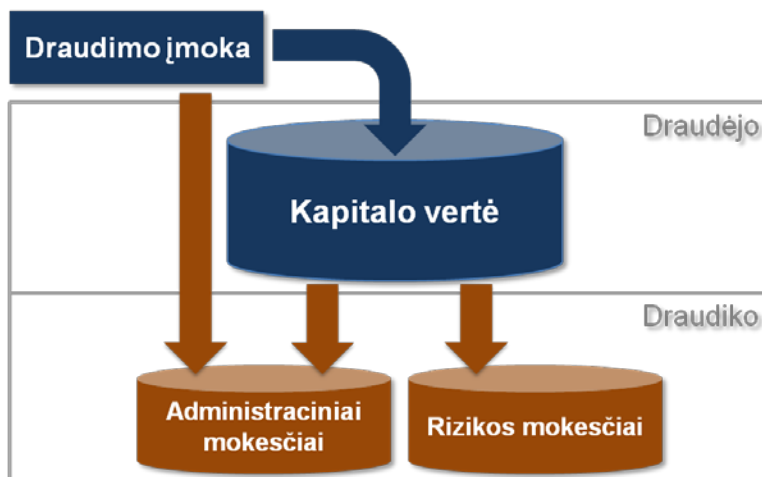 Draudimo įmoka
Draudėjo
Kapitalo vertė
Draudiko
Administraciniai
mokesčiai
Rizikos mokesčiai